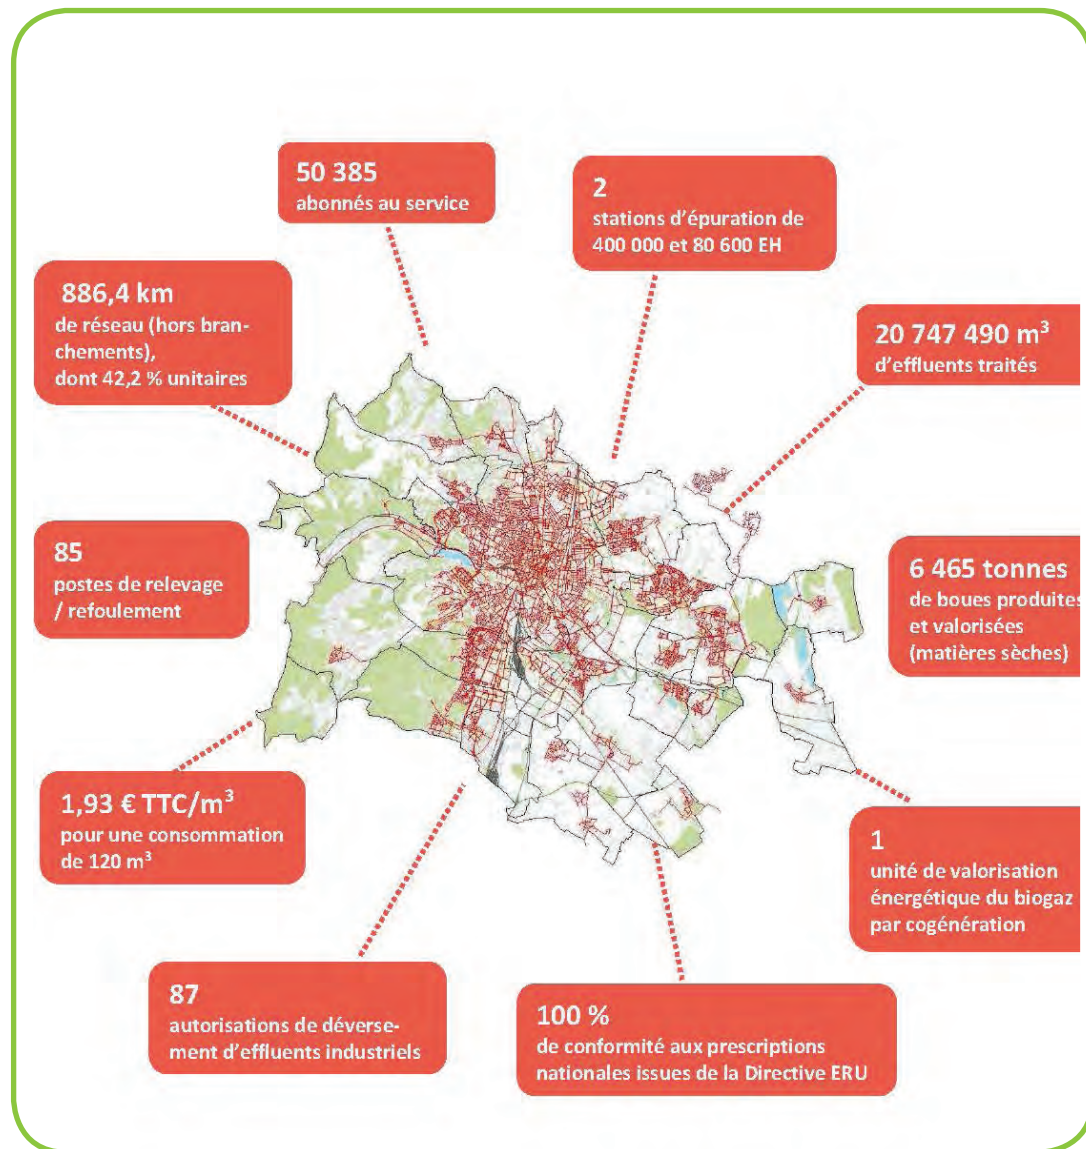 50 385
abonnés au service
2
stations d’épuration de
400 000 et 80 600 EH
886,4 km
de réseau (hors bran-
chements),
dont 42,2 % unitaires
20 747 490 m³
d’effluents traités
85
postes de relevage
/ refoulement
6 465 tonnes
de boues produites
et valorisées
(matières sèches)
1,93 € TTC/m³
pour une consommation
de 120 m³
1
unité de valorisation
énergétique du biogaz
par cogénération
87
autorisations de déverse-
ment d’effluents industriels
100 %
de conformité aux prescriptions
nationales issues de la Directive ERU